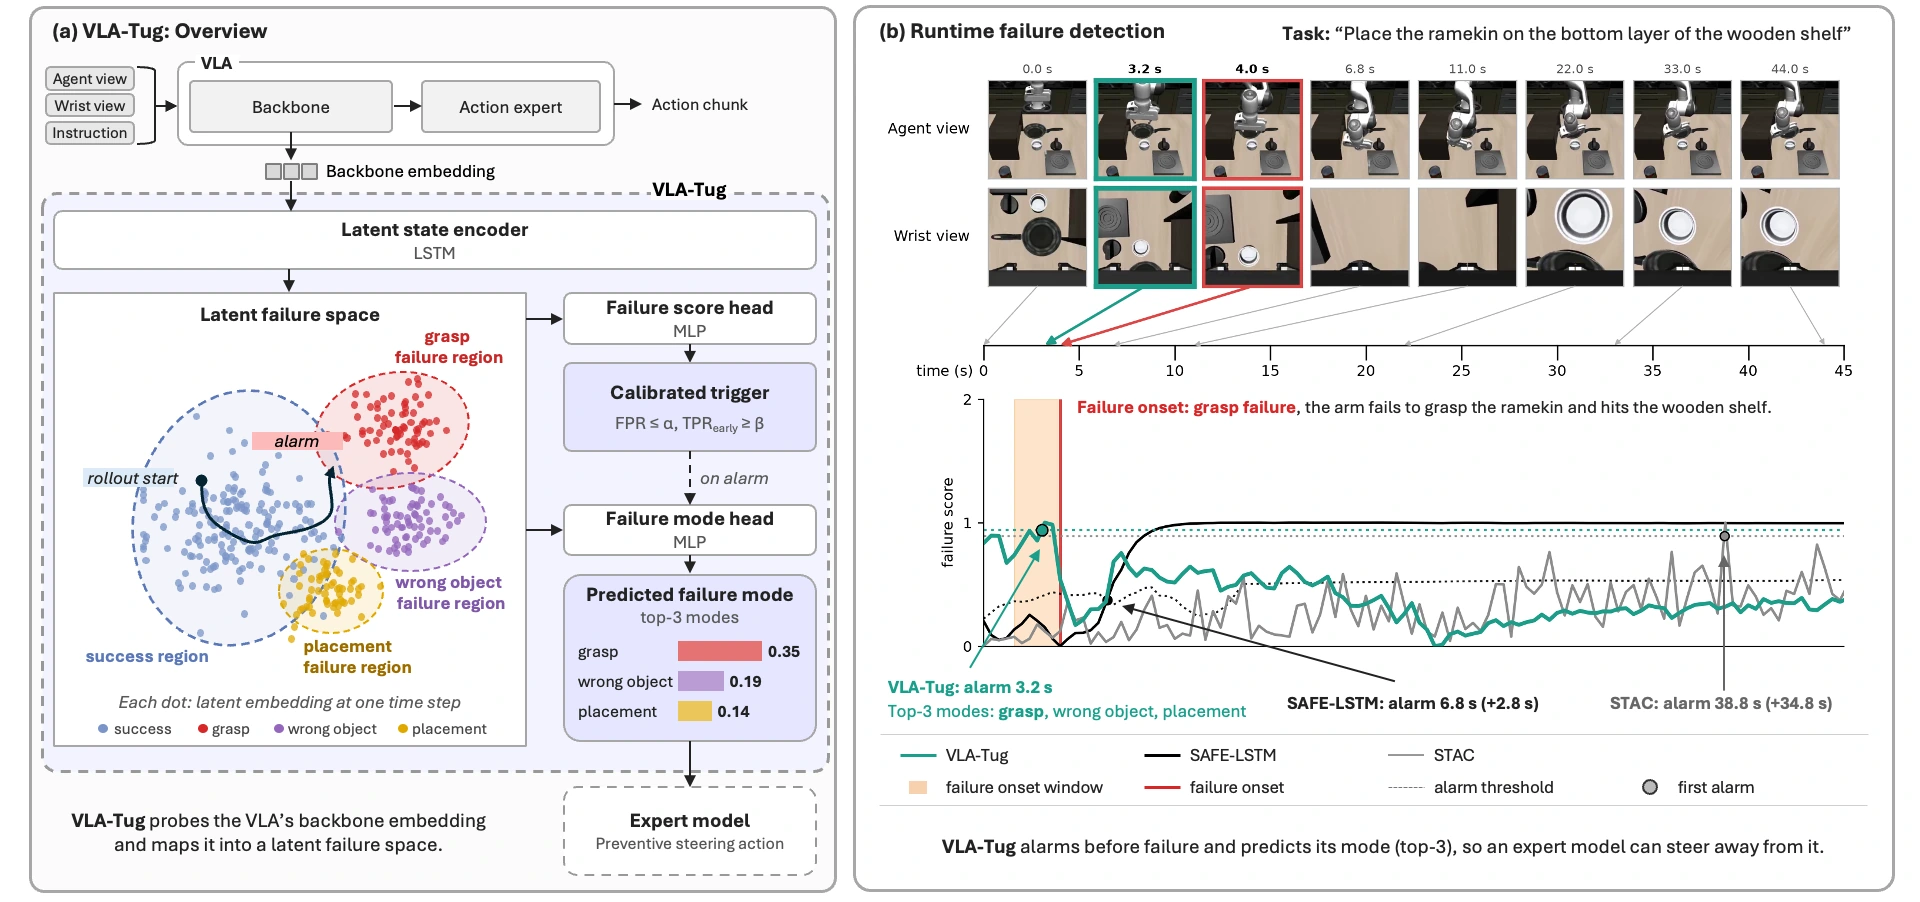 (a) VLA-Tug: Overview
VLA
Agent view
Wrist view
Instruction
Backbone
Action expert
Action chunk
Backbone embedding
VLA-Tug
Latent state encoder
LSTM
Latent failure space
grasp
failure region
alarm
rollout start
wrong object
failure region
placement
failure region
success region
Each dot: latent embedding at one time step
success
grasp
wrong object
placement
Failure score head
MLP
Calibrated trigger
FPR ≤ α, TPRearly ≥ β
on alarm
Failure mode head
MLP
Predicted failure mode
top-3 modes
grasp 0.35
wrong object 0.19
placement 0.14
Expert model
Preventive steering action
VLA-Tug probes the VLA's backbone embedding
and maps it into a latent failure space.
(b) Runtime failure detection
Task: “Place the ramekin on the bottom layer of the wooden shelf”
0.0 s 3.2 s 4.0 s 6.8 s 11.0 s 22.0 s 33.0 s 44.0 s
Agent view
Wrist view
time (s) 0 5 10 15 20 25 30 35 40 45
2
1
0
failure score
Failure onset: grasp failure, the arm fails to grasp the ramekin and hits the wooden shelf.
VLA-Tug: alarm 3.2 s
Top-3 modes: grasp, wrong object, placement
SAFE-LSTM: alarm 6.8 s (+2.8 s)
STAC: alarm 38.8 s (+34.8 s)
VLA-Tug
SAFE-LSTM
STAC
failure onset window
failure onset
alarm threshold
first alarm
VLA-Tug alarms before failure and predicts its mode (top-3), so an expert model can steer away from it.